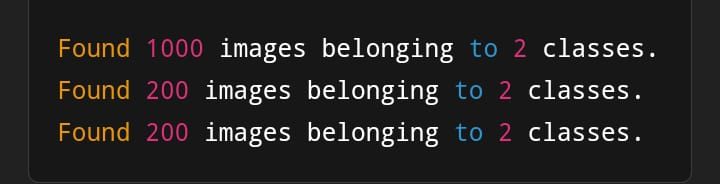 Found 1000 images belonging to 2 classes.
Found 200 images belonging to 2 classes.
Found 200 images belonging to 2 classes.